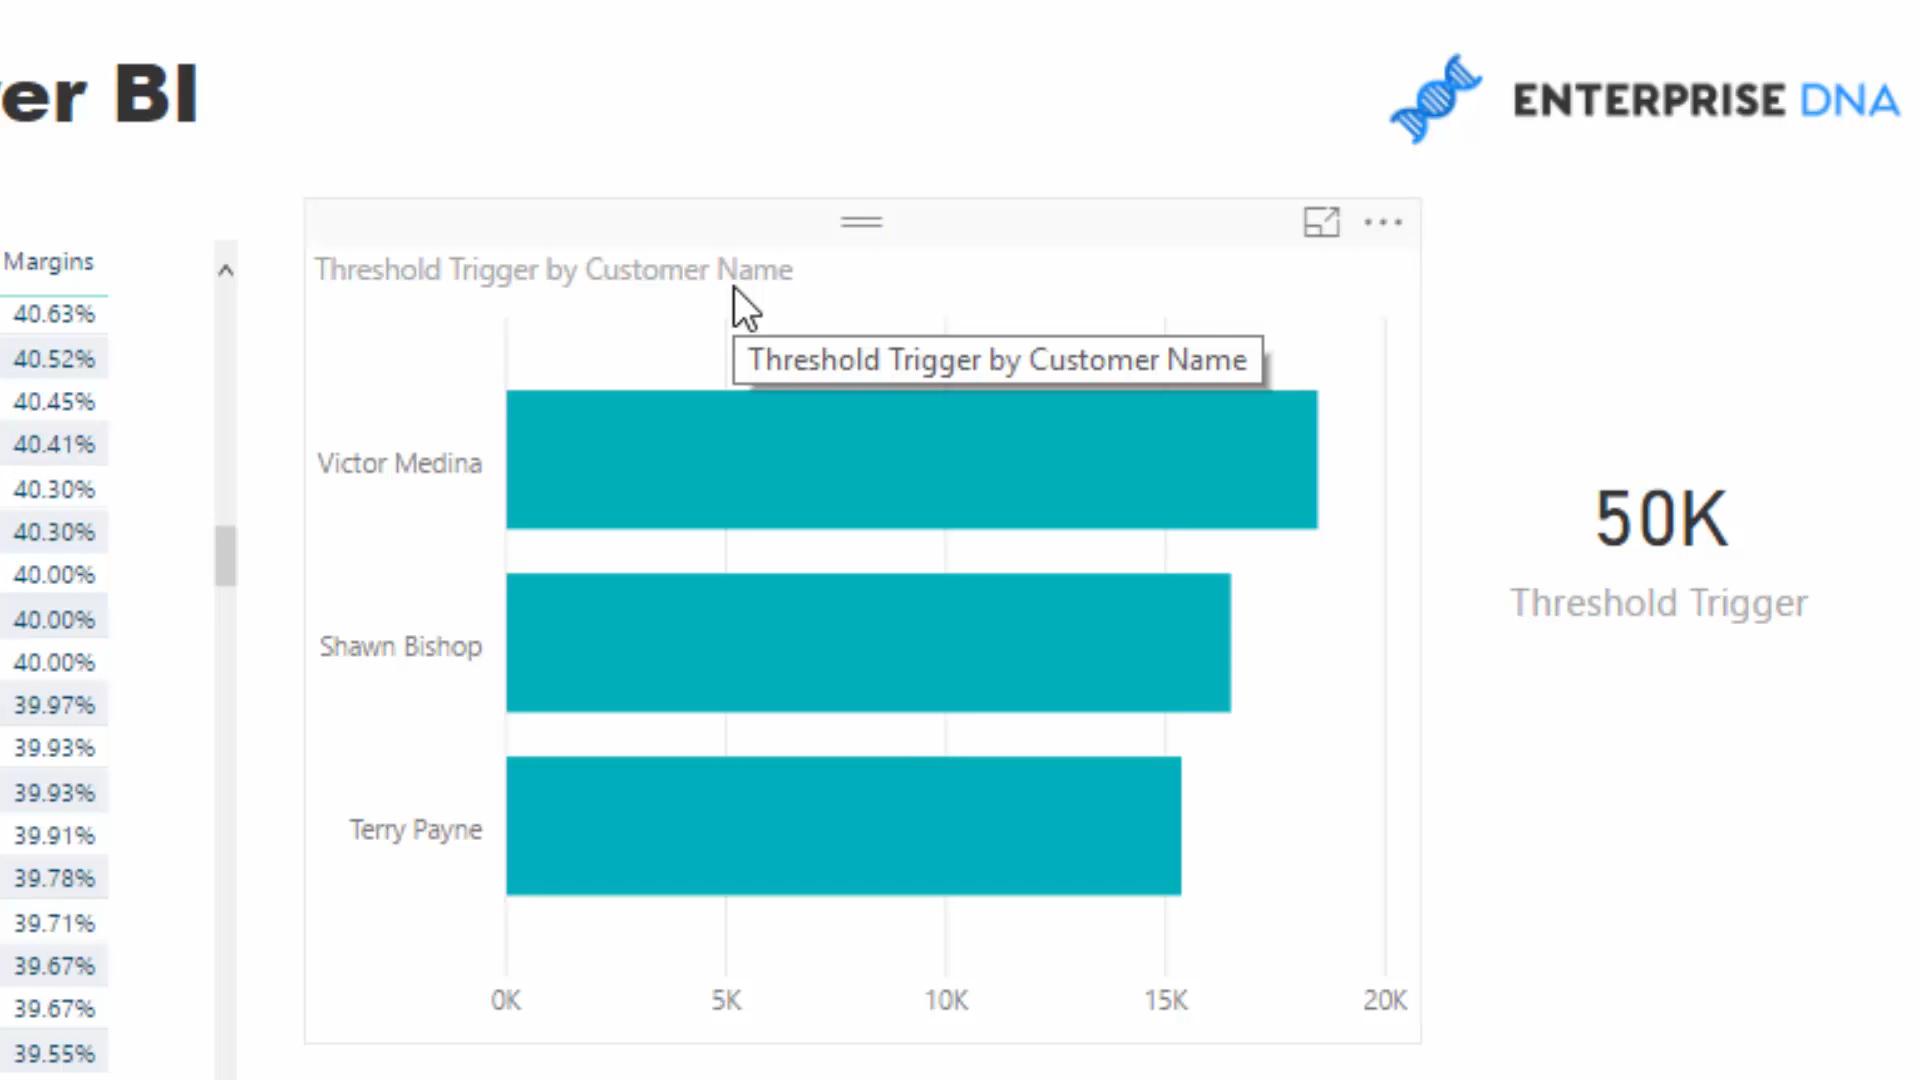 er BI
ENTERPRISE DNA
Margins
40.63%
40.52%
40.45%
40.41%
40.30%
40.30%
40.00%
40.00%
40.00%
39.97%
39.93%
39.93%
39.91%
39.78%
39.71%
39.67%
39.67%
39.55%
Threshold Trigger by Customer Name
Threshold Trigger by Customer Name
Victor Medina
Shawn Bishop
Terry Payne
0K 5K 10K 15K 20K
50K
Threshold Trigger